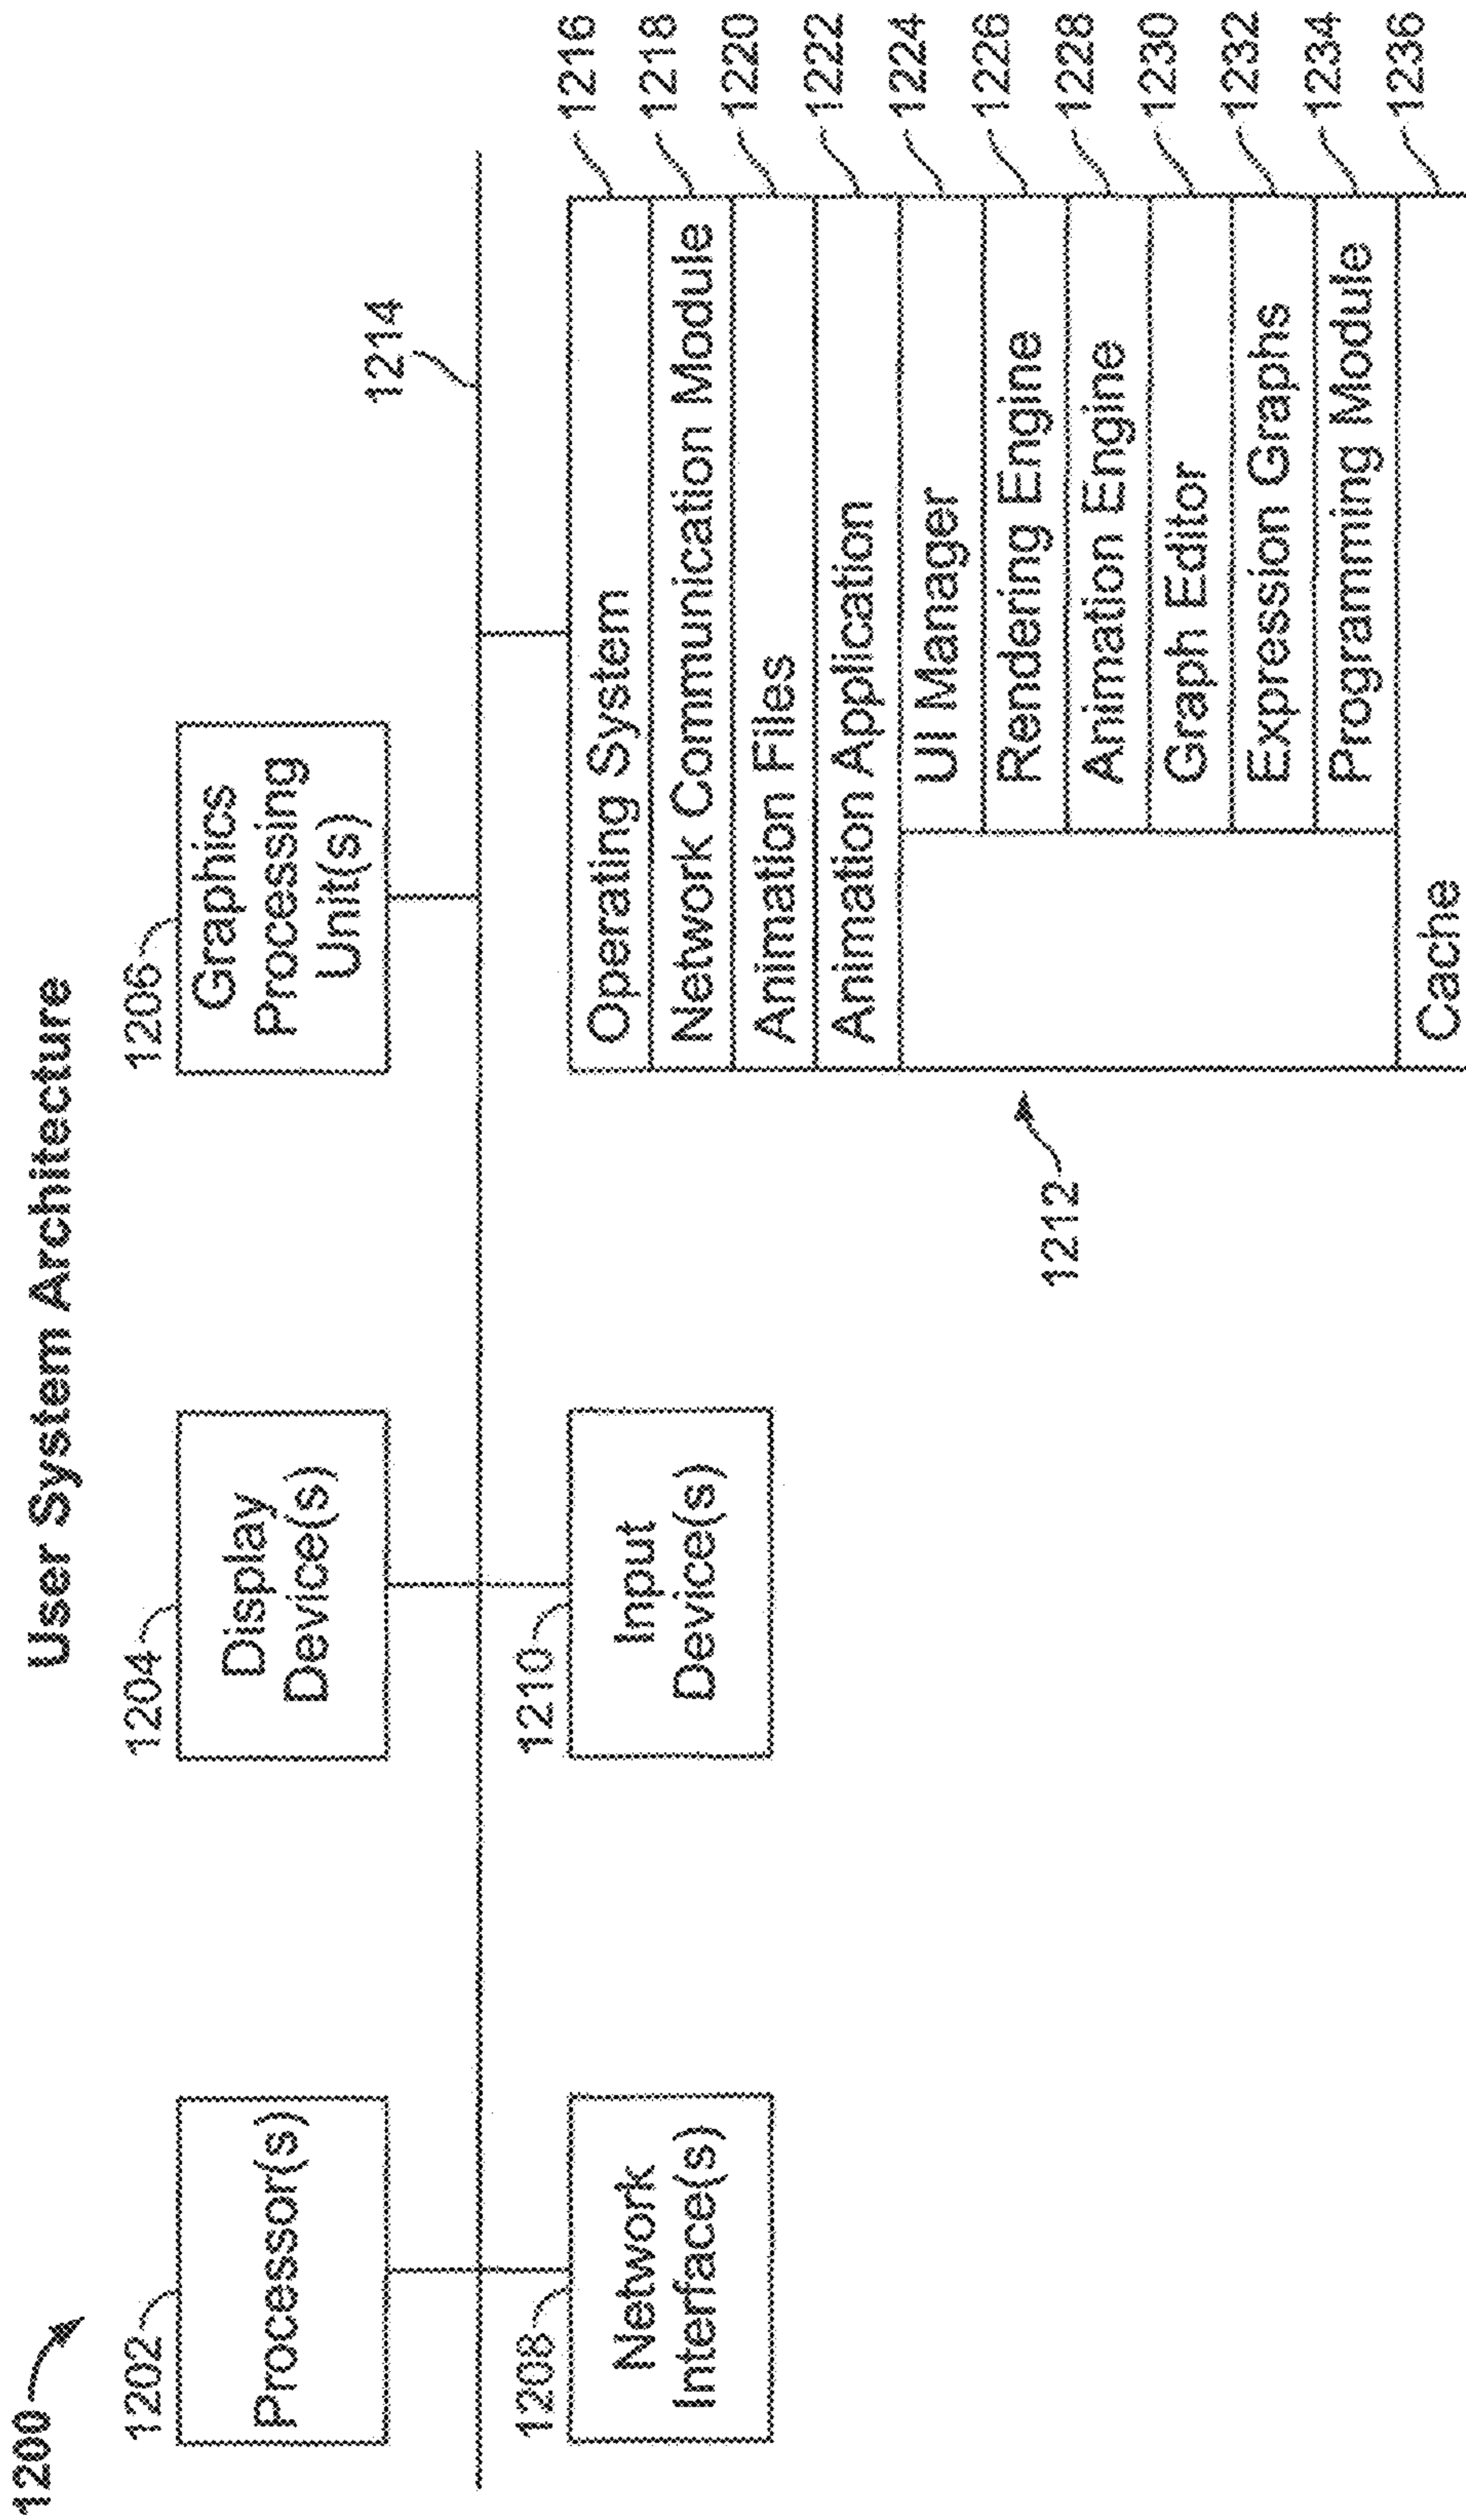 User System Architecture
1200
1202
Processor(s)
1204
Display
Device(s)
1206
Graphics
Processing
Unit(s)
1214
1208
Network
Interface(s)
1210
Input
Device(s)
1212
Operating System 1216
Network Communication Module 1218
Animation Files 1220
Animation Application 1222
UI Manager 1224
Rendering Engine 1226
Animation Engine 1228
Graph Editor 1230
Expression Graphs 1232
Programming Module 1234
Cache 1236